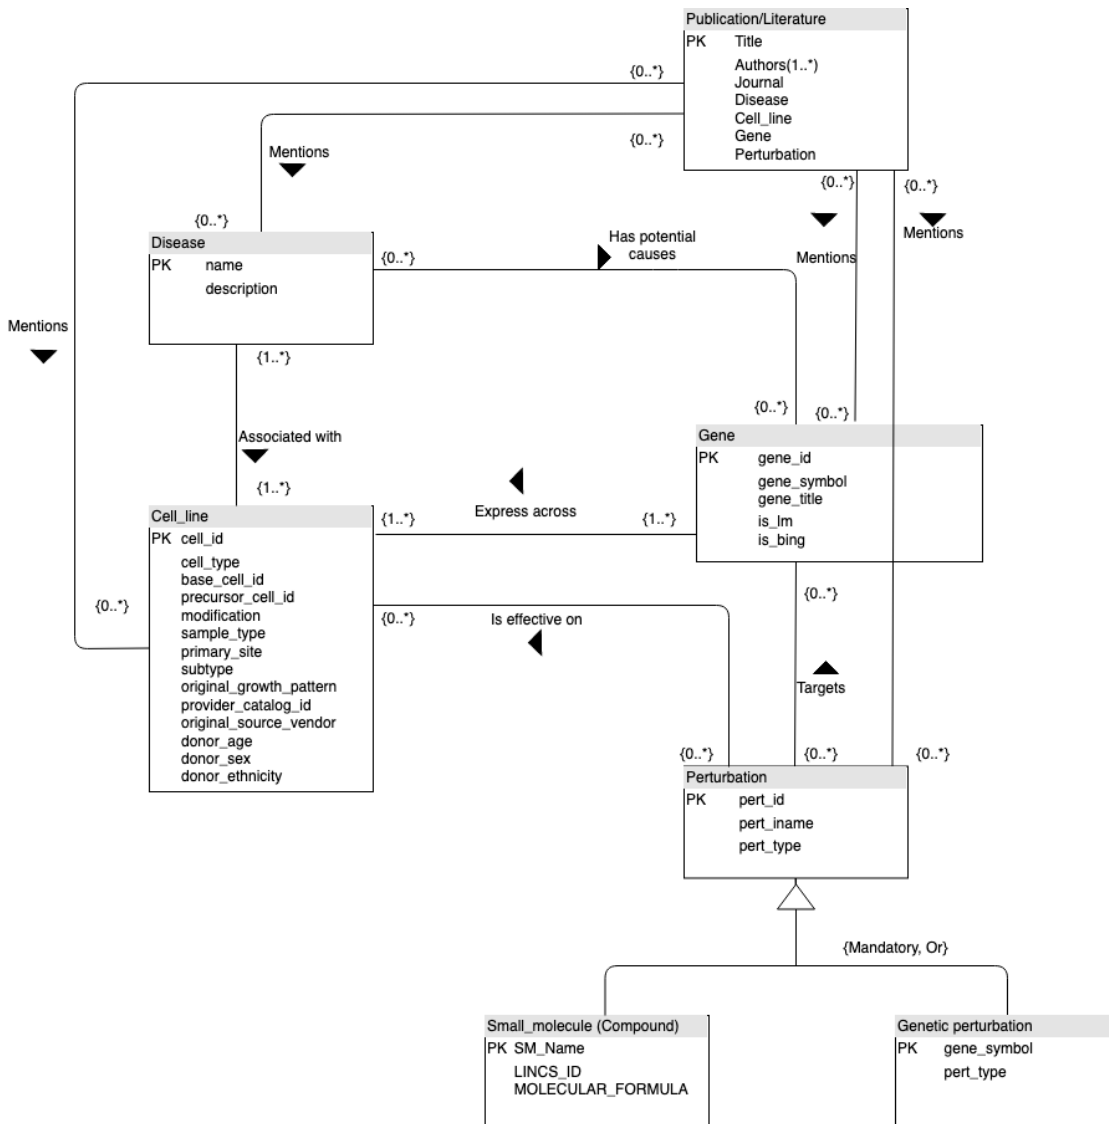 Publication/Literature
PK Title
Authors(1..*)
Journal
Disease
Cell_line
Gene
Perturbation
{0..*}
{0..*}
Mentions
{0..*}
{0..*}
{0..*}
Mentions
Mentions
Disease
PK name
description
{0..*}
Has potential
causes
Mentions
{1..*}
{0..*}
{0..*}
Associated with
{1..*}
Gene
PK gene_id
gene_symbol
gene_title
is_lm
is_bing
Express across
{1..*}
{1..*}
Cell_line
PK cell_id
cell_type
base_cell_id
precursor_cell_id
modification
sample_type
primary_site
subtype
original_growth_pattern
provider_catalog_id
original_source_vendor
donor_age
donor_sex
donor_ethnicity
{0..*}
{0..*}
Is effective on
{0..*}
Targets
{0..*}
{0..*}
{0..*}
Perturbation
PK pert_id
pert_iname
pert_type
{Mandatory, Or}
Small_molecule (Compound)
PK SM_Name
LINCS_ID
MOLECULAR_FORMULA
Genetic perturbation
PK gene_symbol
pert_type